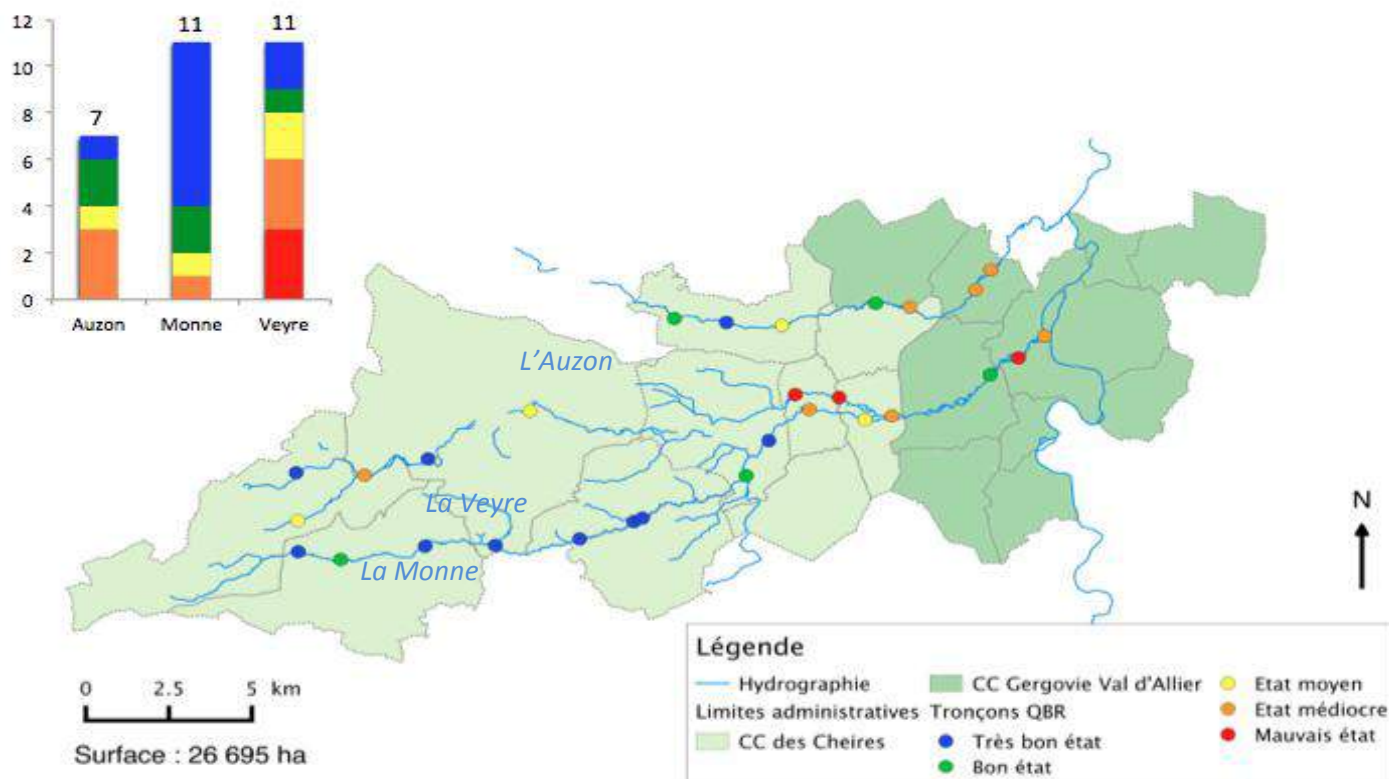 12
10
8
6
4
2
0
7
11
11
Auzon Monne Veyre
L'Auzon
La Veyre
La Monne
N
0 2.5 5 km
Surface : 26 695 ha
Légende
Hydrographie
Limites administratives
CC des Cheires
CC Gergovie Val d'Allier
Tronçons QBR
Très bon état
Bon état
Etat moyen
Etat médiocre
Mauvais état